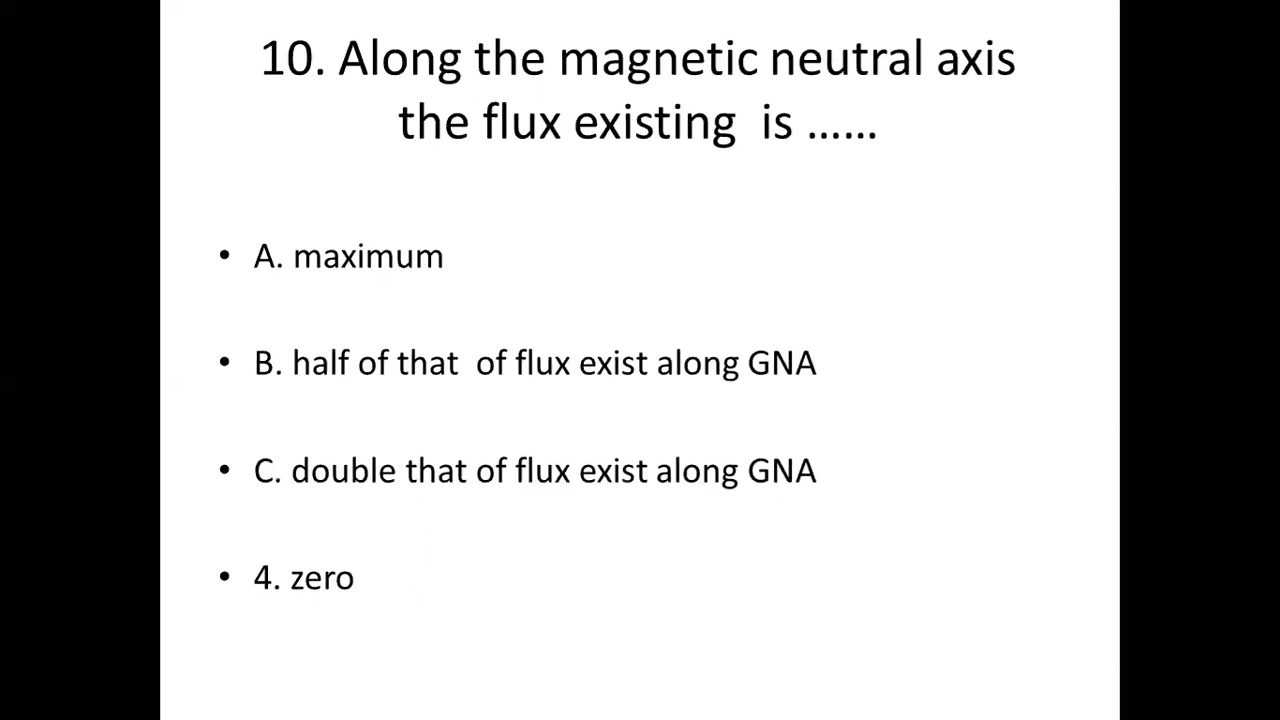 10. Along the magnetic neutral axis
the flux existing  is ......
• A. maximum
• B. half of that  of flux exist along GNA
• C. double that of flux exist along GNA
• 4. zero